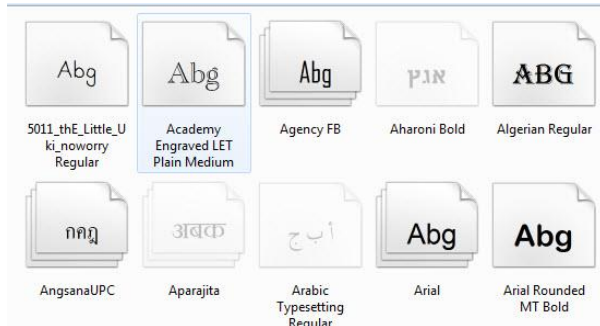 Abg
Abg
Abg
אבץ
ABG
5011_thE_Little_U
ki_noworry
Regular
Academy
Engraved LET
Plain Medium
Agency FB
Aharoni Bold
Algerian Regular
กคฎ
अबक
أ ب ج
Abg
Abg
AngsanaUPC
Aparajita
Arabic
Typesetting
Regular
Arial
Arial Rounded
MT Bold